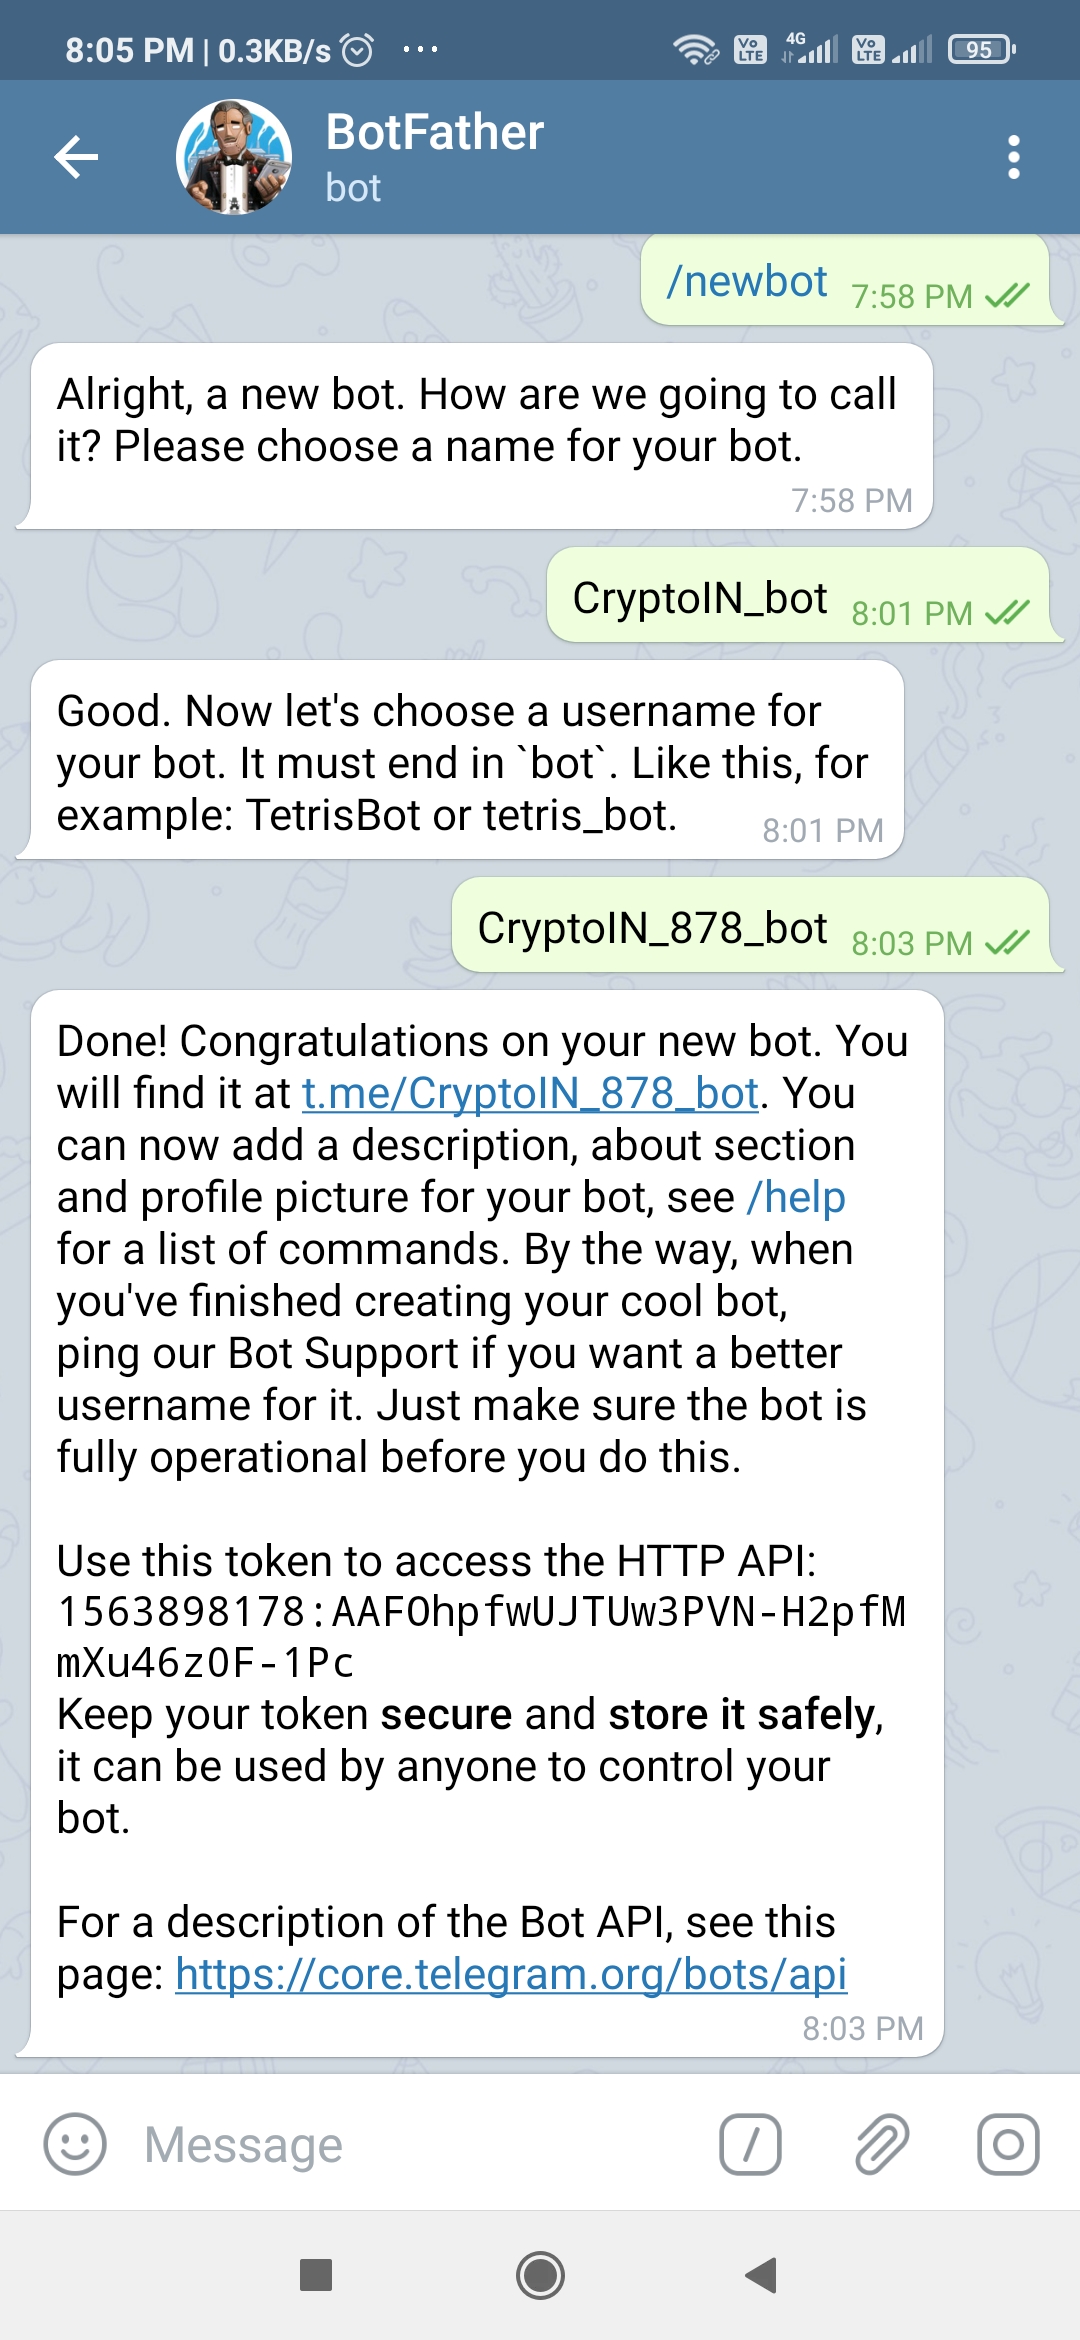 8:05 PM | 0.3KB/s ...
Vo LTE 4G Vo LTE 95
BotFather
bot
/newbot 7:58 PM
Alright, a new bot. How are we going to call
it? Please choose a name for your bot.
7:58 PM
CryptoIN_bot 8:01 PM
Good. Now let's choose a username for
your bot. It must end in `bot`. Like this, for
example: TetrisBot or tetris_bot. 8:01 PM
CryptoIN_878_bot 8:03 PM
Done! Congratulations on your new bot. You
will find it at t.me/CryptoIN_878_bot. You
can now add a description, about section
and profile picture for your bot, see /help
for a list of commands. By the way, when
you've finished creating your cool bot,
ping our Bot Support if you want a better
username for it. Just make sure the bot is
fully operational before you do this.
Use this token to access the HTTP API:
1563898178:AAFOhpfwUJTUw3PVN-H2pfM
mXu46z0F-1Pc
Keep your token secure and store it safely,
it can be used by anyone to control your
bot.
For a description of the Bot API, see this
page: https://core.telegram.org/bots/api
8:03 PM
Message